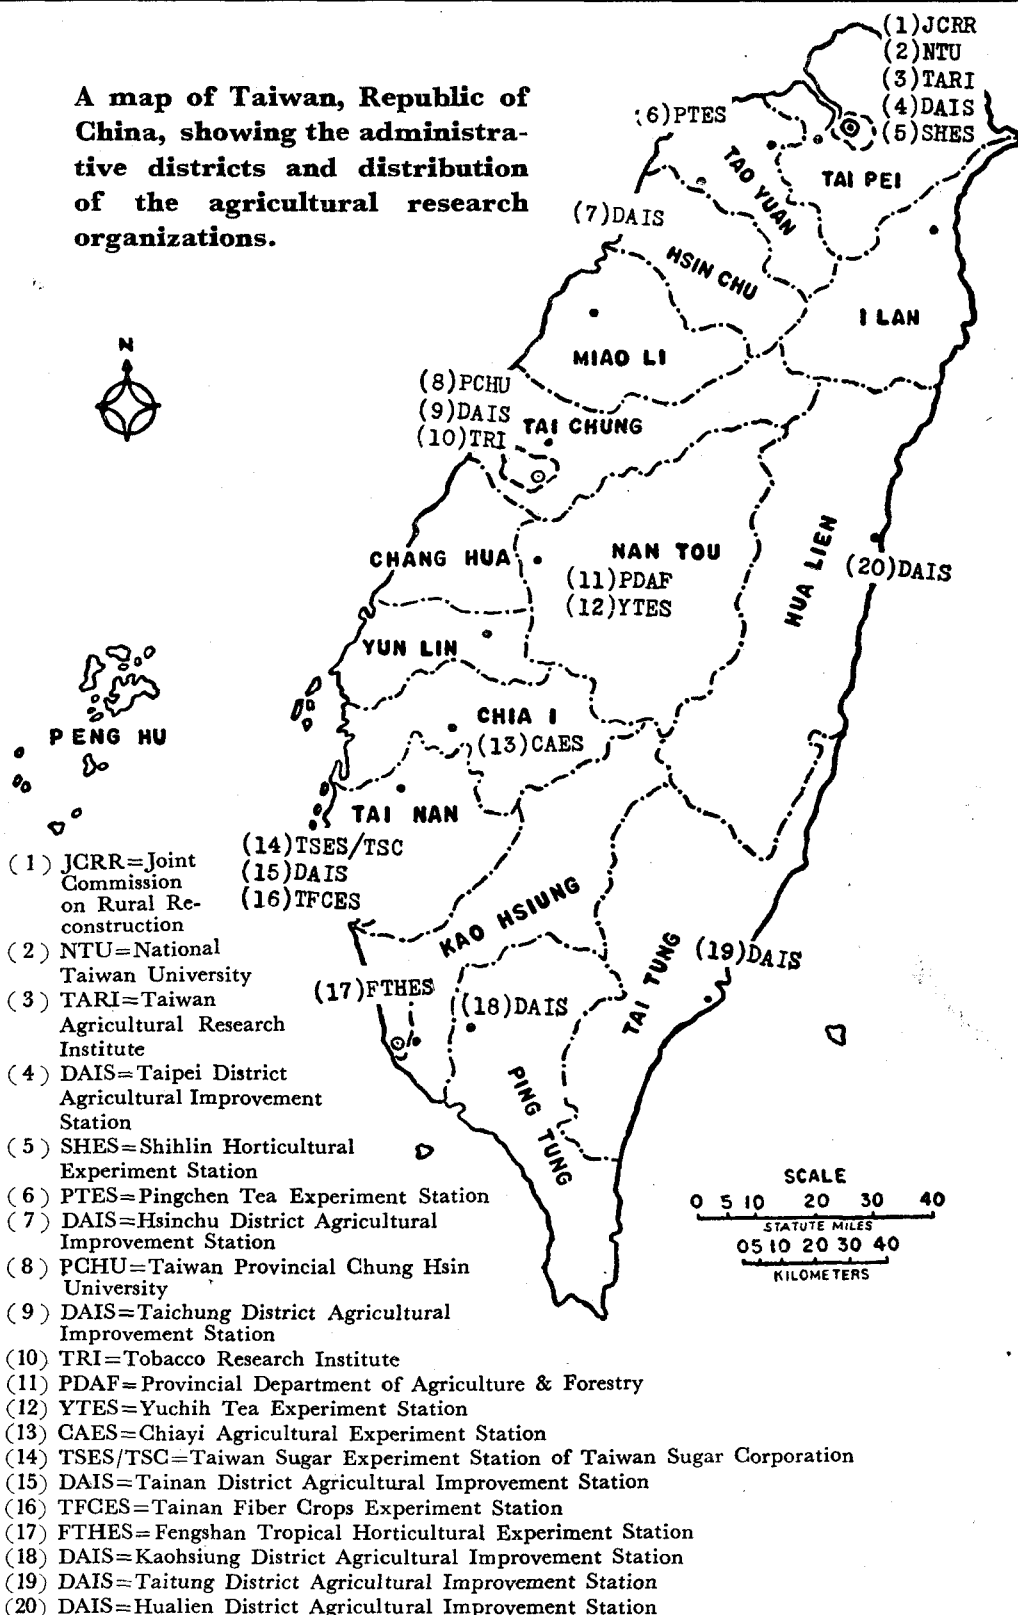 A map of Taiwan, Republic of
China, showing the administra-
tive districts and distribution
of the agricultural research
organizations.
(1)JCRR
(2)NTU
(3)TARI
(4)DAIS
(5)SHES
(6)PTES
TAI PEI
TAO YUAN
(7)DAIS
HSIN CHU
I LAN
N
MIAO LI
(8)PCHU
(9)DAIS
(10)TRI
TAI CHUNG
CHANG HUA
NAN TOU
(11)PDAF
(12)YTES
HUA LIEN
(20)DAIS
YUN LIN
PENG HU
CHIA I
(13)CAES
TAI NAN
(14)TSES/TSC
(15)DAIS
(16)TFCES
KAO HSIUNG
TAI TUNG
(19)DAIS
(17)FTHES
(18)DAIS
PING TUNG
SCALE
0 5 10 20 30 40
STATUTE MILES
0 5 10 20 30 40
KILOMETERS
(1) JCRR=Joint
Commission
on Rural Re-
construction
(2) NTU=National
Taiwan University
(3) TARI=Taiwan
Agricultural Research
Institute
(4) DAIS=Taipei District
Agricultural Improvement
Station
(5) SHES=Shihlin Horticultural
Experiment Station
(6) PTES=Pingchen Tea Experiment Station
(7) DAIS=Hsinchu District Agricultural
Improvement Station
(8) PCHU=Taiwan Provincial Chung Hsin
University
(9) DAIS=Taichung District Agricultural
Improvement Station
(10) TRI=Tobacco Research Institute
(11) PDAF=Provincial Department of Agriculture & Forestry
(12) YTES=Yuchih Tea Experiment Station
(13) CAES=Chiayi Agricultural Experiment Station
(14) TSES/TSC=Taiwan Sugar Experiment Station of Taiwan Sugar Corporation
(15) DAIS=Tainan District Agricultural Improvement Station
(16) TFCES=Tainan Fiber Crops Experiment Station
(17) FTHES=Fengshan Tropical Horticultural Experiment Station
(18) DAIS=Kaohsiung District Agricultural Improvement Station
(19) DAIS=Taitung District Agricultural Improvement Station
(20) DAIS=Hualien District Agricultural Improvement Station